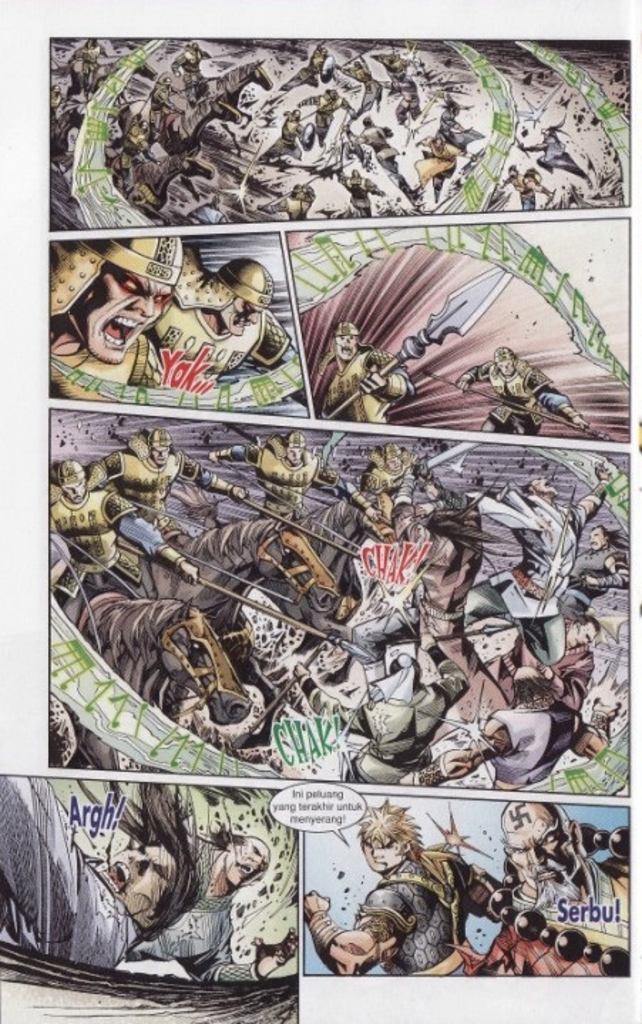 Yak...
CHAK!
CHAK!
Argh!
Ini peluang
yang terakhir untuk
menyerang!
Serbu!